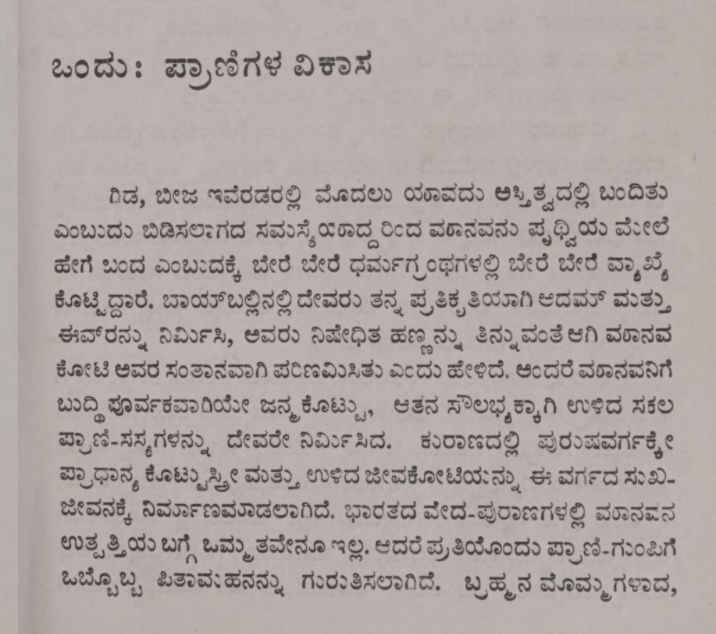 ಒಂದು: ಪ್ರಾಣಿಗಳ ವಿಕಾಸ
ಗಿಡ, ಬೀಜ ಇವೆರಡರಲ್ಲಿ ಮೊದಲು ಯಾವದು ಅಸ್ತಿತ್ವದಲ್ಲಿ ಬಂದಿತು
ಎಂಬುದು ಬಿಡಿಸಲಾಗದ ಸಮಸ್ಯೆಯಾದ್ದರಿಂದ ಮಾನವನು ಪೃಥ್ವಿಯ ಮೇಲೆ
ಹೇಗೆ ಬಂದ ಎಂಬುದಕ್ಕೆ ಬೇರೆ ಬೇರೆ ಧರ್ಮಗ್ರಂಥಗಳಲ್ಲಿ ಬೇರೆ ಬೇರೆ ವ್ಯಾಖ್ಯೆ
ಕೊಟ್ಟಿದ್ದಾರೆ. ಬಾಯ್‌ಬಲ್ಲಿನಲ್ಲಿ ದೇವರು ತನ್ನ ಪ್ರತಿಕೃತಿಯಾಗಿ ಆದಮ್ ಮತ್ತು
ಈವ್‌ರನ್ನು ನಿರ್ಮಿಸಿ, ಅವರು ನಿಷೇಧಿತ ಹಣ್ಣನ್ನು ತಿನ್ನುವಂತೆ ಆಗಿ ಮಾನವ
ಕೋಟಿ ಅವರ ಸಂತಾನವಾಗಿ ಪರಿಣಮಿಸಿತು ಎಂದು ಹೇಳಿದೆ. ಅಂದರೆ ಮಾನವನಿಗೆ
ಬುದ್ಧಿಪೂರ್ವಕವಾಗಿಯೇ ಜನ್ಮಕೊಟ್ಟು, ಆತನ ಸೌಲಭ್ಯಕ್ಕಾಗಿ ಉಳಿದ ಸಕಲ
ಪ್ರಾಣಿ-ಸಸ್ಯಗಳನ್ನು ದೇವರೇ ನಿರ್ಮಿಸಿದ. ಕುರಾಣದಲ್ಲಿ ಪುರುಷವರ್ಗಕ್ಕೇ
ಪ್ರಾಧಾನ್ಯ ಕೊಟ್ಟು ಸ್ತ್ರೀ ಮತ್ತು ಉಳಿದ ಜೀವಕೋಟಿಯನ್ನು ಈ ವರ್ಗದ ಸುಖ-
ಜೀವನಕ್ಕೆ ನಿರ್ಮಾಣಮಾಡಲಾಗಿದೆ. ಭಾರತದ ವೇದ-ಪುರಾಣಗಳಲ್ಲಿ ಮಾನವನ
ಉತ್ಪತ್ತಿಯ ಬಗ್ಗೆ ಒಮ್ಮತವೇನೂ ಇಲ್ಲ. ಆದರೆ ಪ್ರತಿಯೊಂದು ಪ್ರಾಣಿ-ಗುಂಪಿಗೆ
ಒಬ್ಬೊಬ್ಬ ಪಿತಾಮಹನನ್ನು ಗುರುತಿಸಲಾಗಿದೆ. ಬ್ರಹ್ಮನ ಮೊಮ್ಮಗಳಾದ,